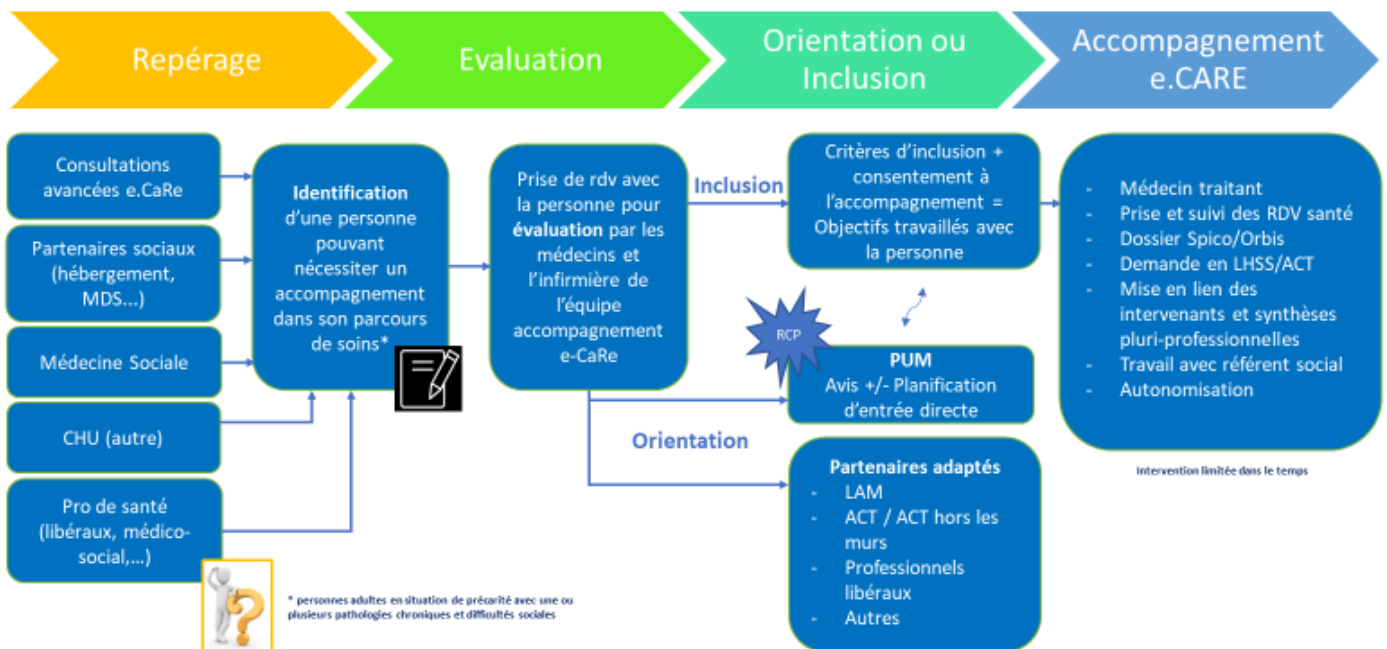 Repérage
Evaluation
Orientation ou
Inclusion
Accompagnement
e.CARE
Consultations
avancées e.CaRe
Partenaires sociaux
(hébergement,
MDS...)
Médecine Sociale
CHU (autre)
Pro de santé
(libéraux, médico-
social,...)
Identification
d'une personne
pouvant
nécessiter un
accompagnement
dans son parcours
de soins*
* personnes adultes en situation de précarité avec une ou
plusieurs pathologies chroniques et difficultés sociales
Prise de rdv avec
la personne pour
évaluation par les
médecins et
l'infirmière de
l'équipe
accompagnement
e-CaRe
Inclusion
Orientation
Critères d'inclusion +
consentement à
l'accompagnement =
Objectifs travaillés avec
la personne
RCP
PUM
Avis +/- Planification
d'entrée directe
Partenaires adaptés
- LAM
- ACT / ACT hors les
murs
- Professionnels
libéraux
- Autres
- Médecin traitant
- Prise et suivi des RDV santé
- Dossier Spico/Orbis
- Demande en LHSS/ACT
- Mise en lien des
intervenants et synthèses
pluri-professionnelles
- Travail avec référent social
- Autonomisation
Intervention limitée dans le temps